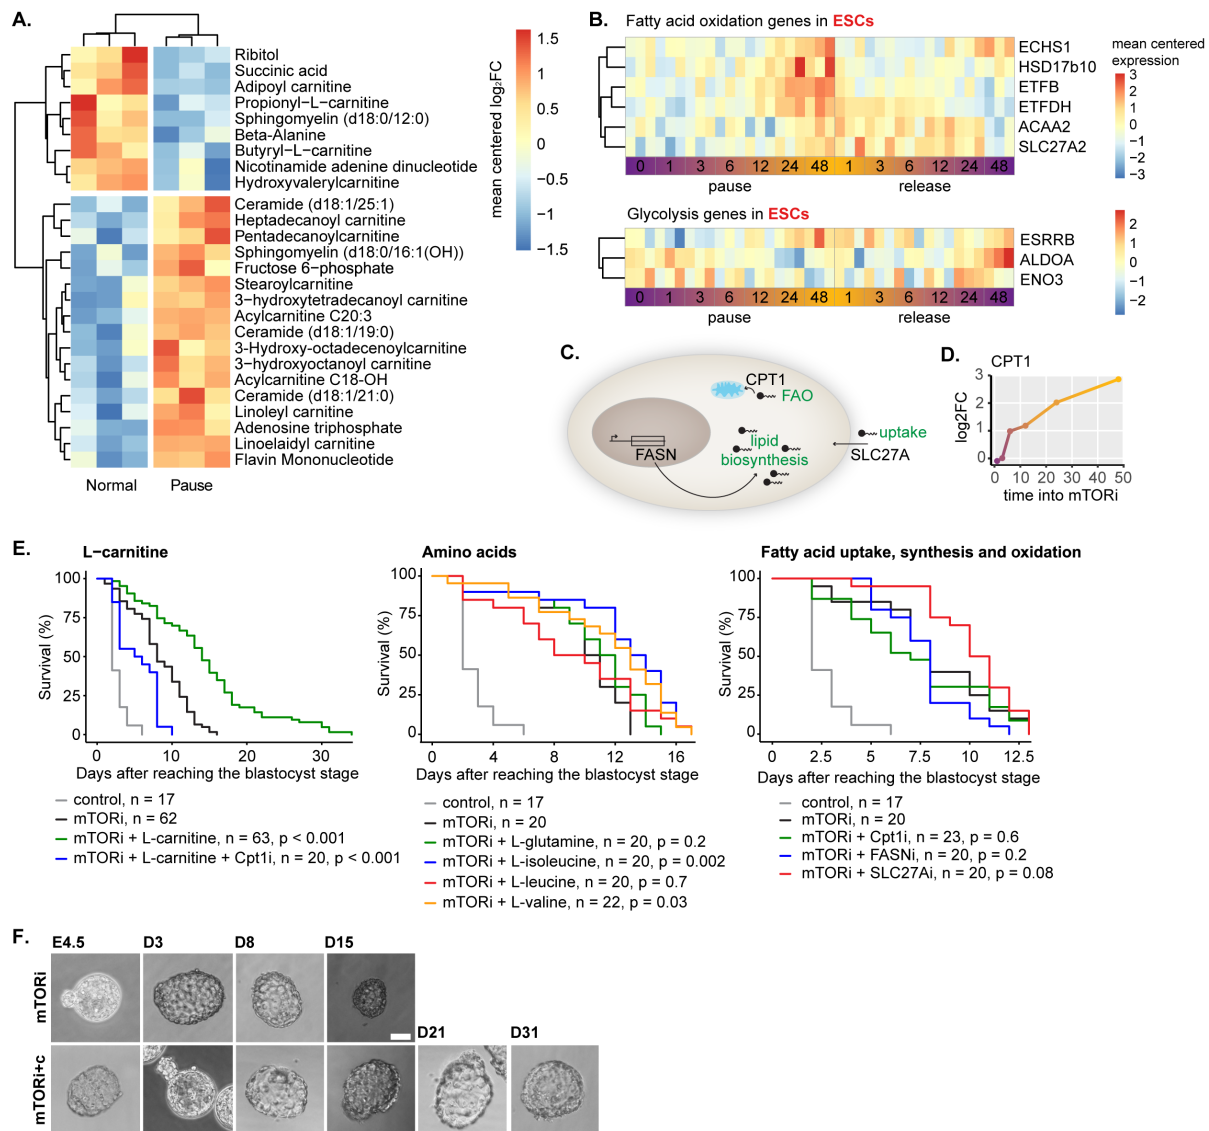 A.
Ribitol
Succinic acid
Adipoyl carnitine
Propionyl−L−carnitine
Sphingomyelin (d18:0/12:0)
Beta-Alanine
Butyryl−L−carnitine
Nicotinamide adenine dinucleotide
Hydroxyvalerylcarnitine
Ceramide (d18:1/25:1)
Heptadecanoyl carnitine
Pentadecanoylcarnitine
Sphingomyelin (d18:0/16:1(OH))
Fructose 6−phosphate
Stearoylcarnitine
3−hydroxytetradecanoyl carnitine
Acylcarnitine C20:3
Ceramide (d18:1/19:0)
3-Hydroxy-octadecenoylcarnitine
3−hydroxyoctanoyl carnitine
Acylcarnitine C18-OH
Ceramide (d18:1/21:0)
Linoleyl carnitine
Adenosine triphosphate
Linoelaidyl carnitine
Flavin Mononucleotide
Normal Pause
mean centered log2FC
1.5
1
0.5
0
−0.5
−1
−1.5
B.
Fatty acid oxidation genes in ESCs
ECHS1
HSD17b10
ETFB
ETFDH
ACAA2
SLC27A2
0 1 3 6 12 24 48 1 3 6 12 24 48
pause release
mean centered
expression
3
2
1
0
−1
−2
−3
Glycolysis genes in ESCs
ESRRB
ALDOA
ENO3
0 1 3 6 12 24 48 1 3 6 12 24 48
pause release
2
1
0
−1
−2
C.
CPT1
FAO
FASN
lipid
biosynthesis
uptake
SLC27A
D.
CPT1
log2FC
3
2
1
0
0 10 20 30 40 50
time into mTORi
E.
L−carnitine
Survival (%)
100
75
50
25
0
0 10 20 30
Days after reaching the blastocyst stage
control, n = 17
mTORi, n = 62
mTORi + L-carnitine, n = 63, p < 0.001
mTORi + L-carnitine + Cpt1i, n = 20, p < 0.001
Amino acids
Survival (%)
100
75
50
25
0
0 4 8 12 16
Days after reaching the blastocyst stage
control, n = 17
mTORi, n = 20
mTORi + L-glutamine, n = 20, p = 0.2
mTORi + L-isoleucine, n = 20, p = 0.002
mTORi + L-leucine, n = 20, p = 0.7
mTORi + L-valine, n = 22, p = 0.03
Fatty acid uptake, synthesis and oxidation
Survival (%)
100
75
50
25
0
0 2.5 5 7.5 10 12.5
Days after reaching the blastocyst stage
control, n = 17
mTORi, n = 20
mTORi + Cpt1i, n = 23, p = 0.6
mTORi + FASNi, n = 20, p = 0.2
mTORi + SLC27Ai, n = 20, p = 0.08
F.
E4.5 D3 D8 D15
mTORi
D21 D31
mTORi+c